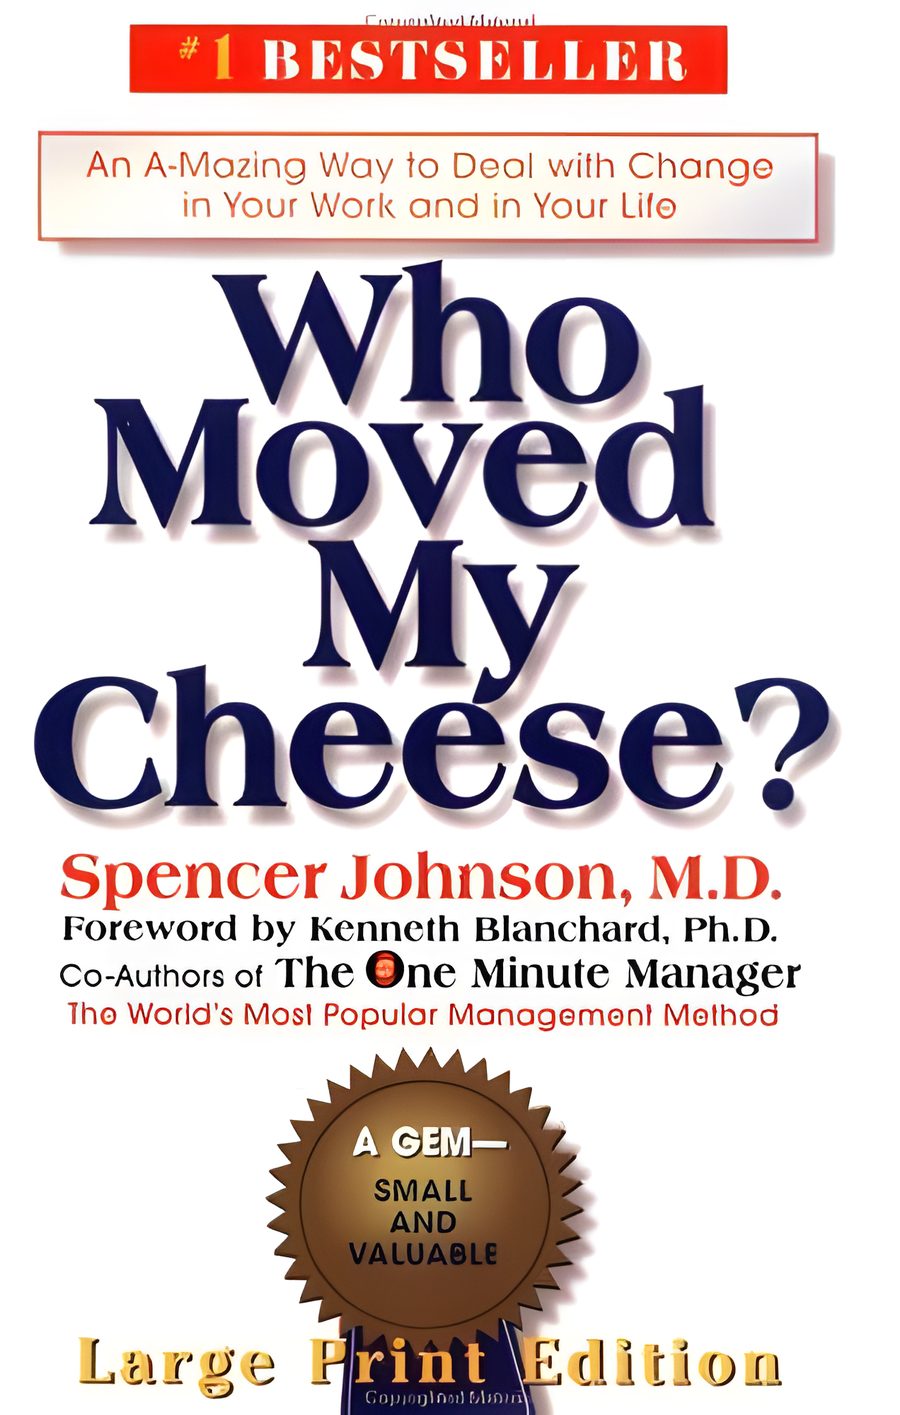 #1 BESTSELLER
An A-Mazing Way to Deal with Change
in Your Work and in Your Life
Who
Moved
My
Cheese?
Spencer Johnson, M.D.
Foreword by Kenneth Blanchard, Ph.D.
Co-Authors of The One Minute Manager
The World's Most Popular Management Method
A GEM—
SMALL
AND
VALUABLE
Large Print Edition